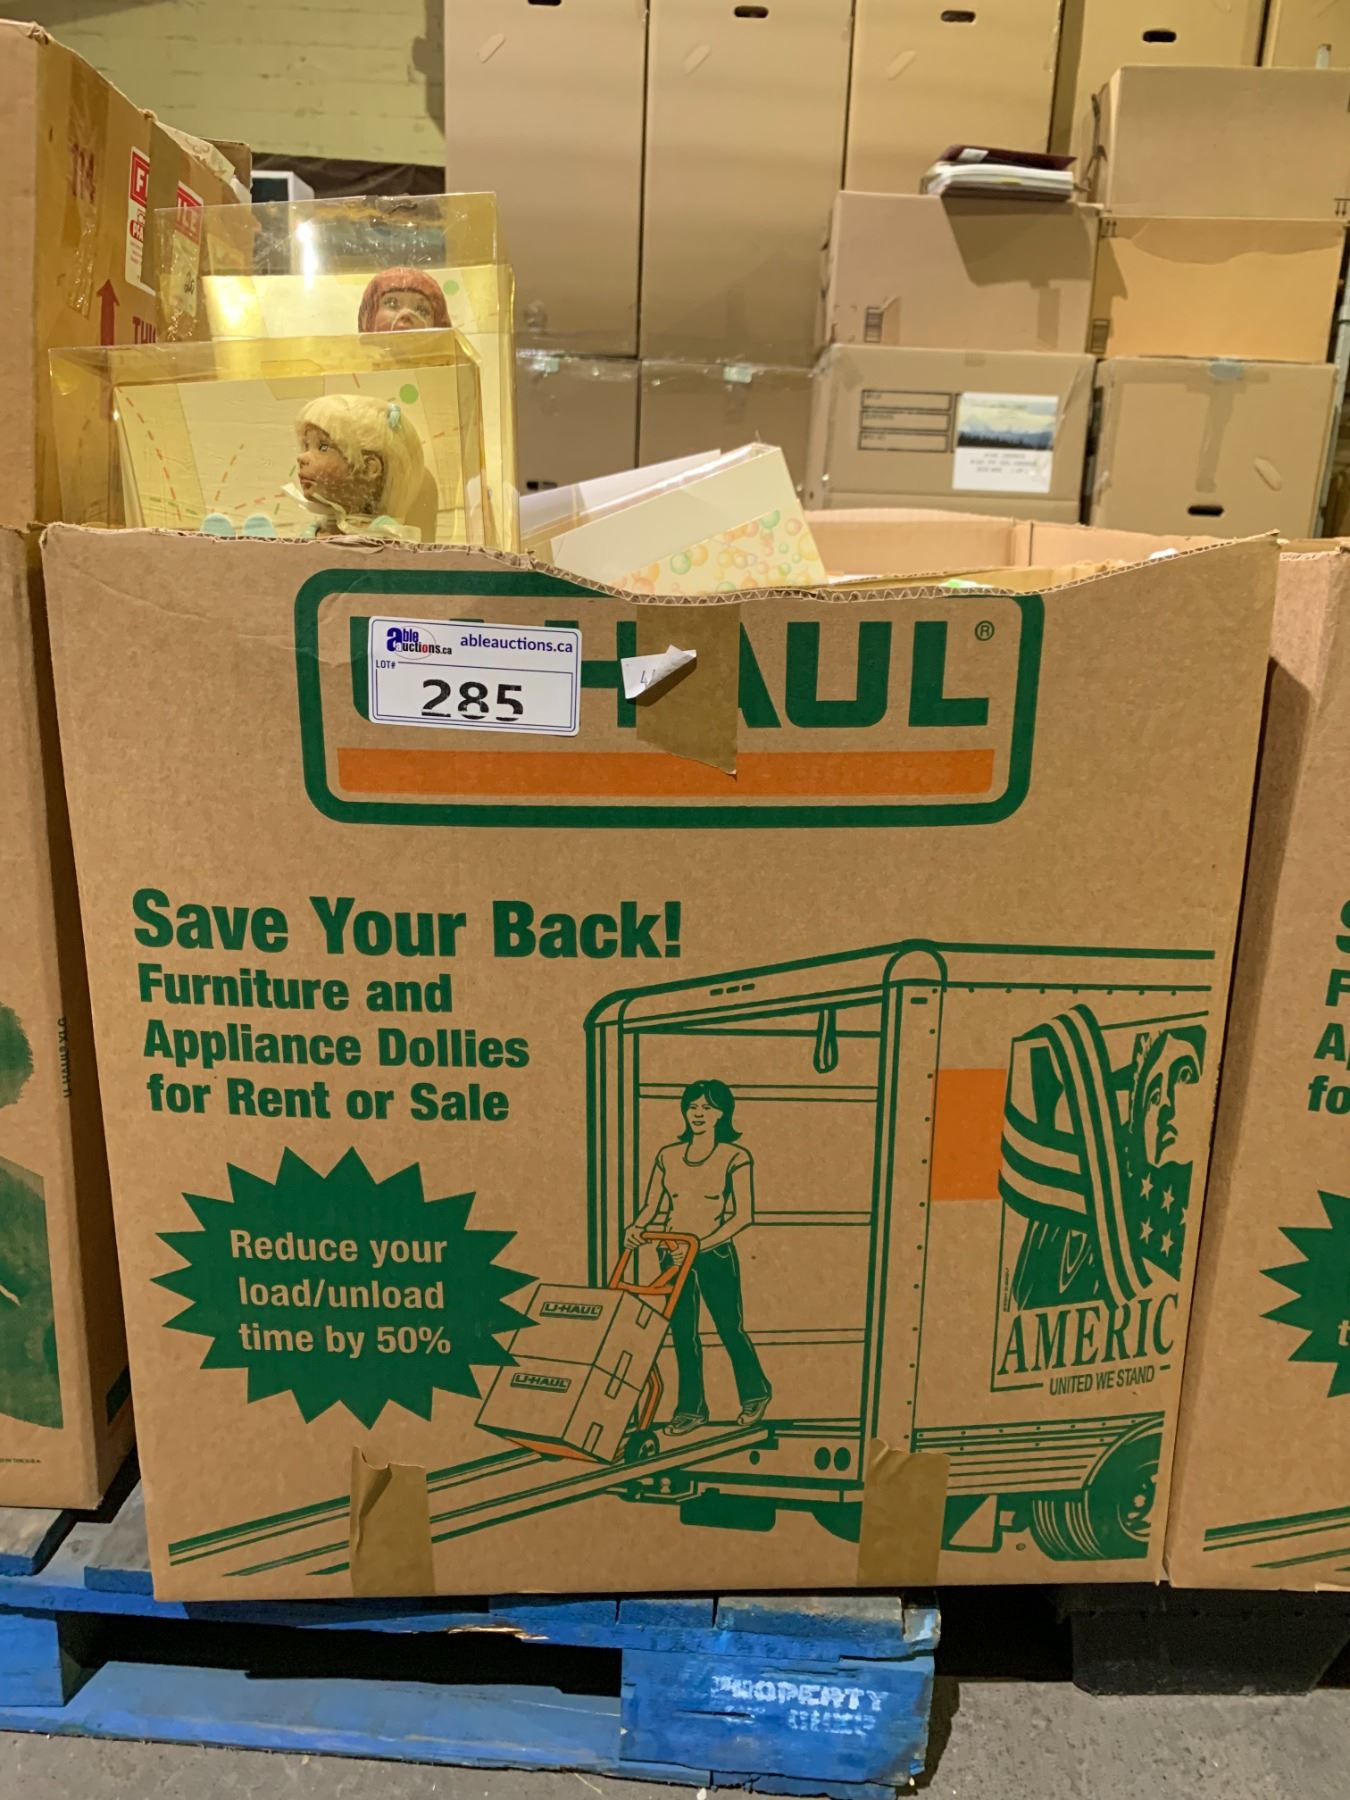 able auctions.ca
ableauctions.ca
LOT#
285
U-HAUL®
Save Your Back!
Furniture and
Appliance Dollies
for Rent or Sale
Reduce your
load/unload
time by 50%
U-HAUL
U-HAUL
AMERIC
UNITED WE STAND
PROPERTY